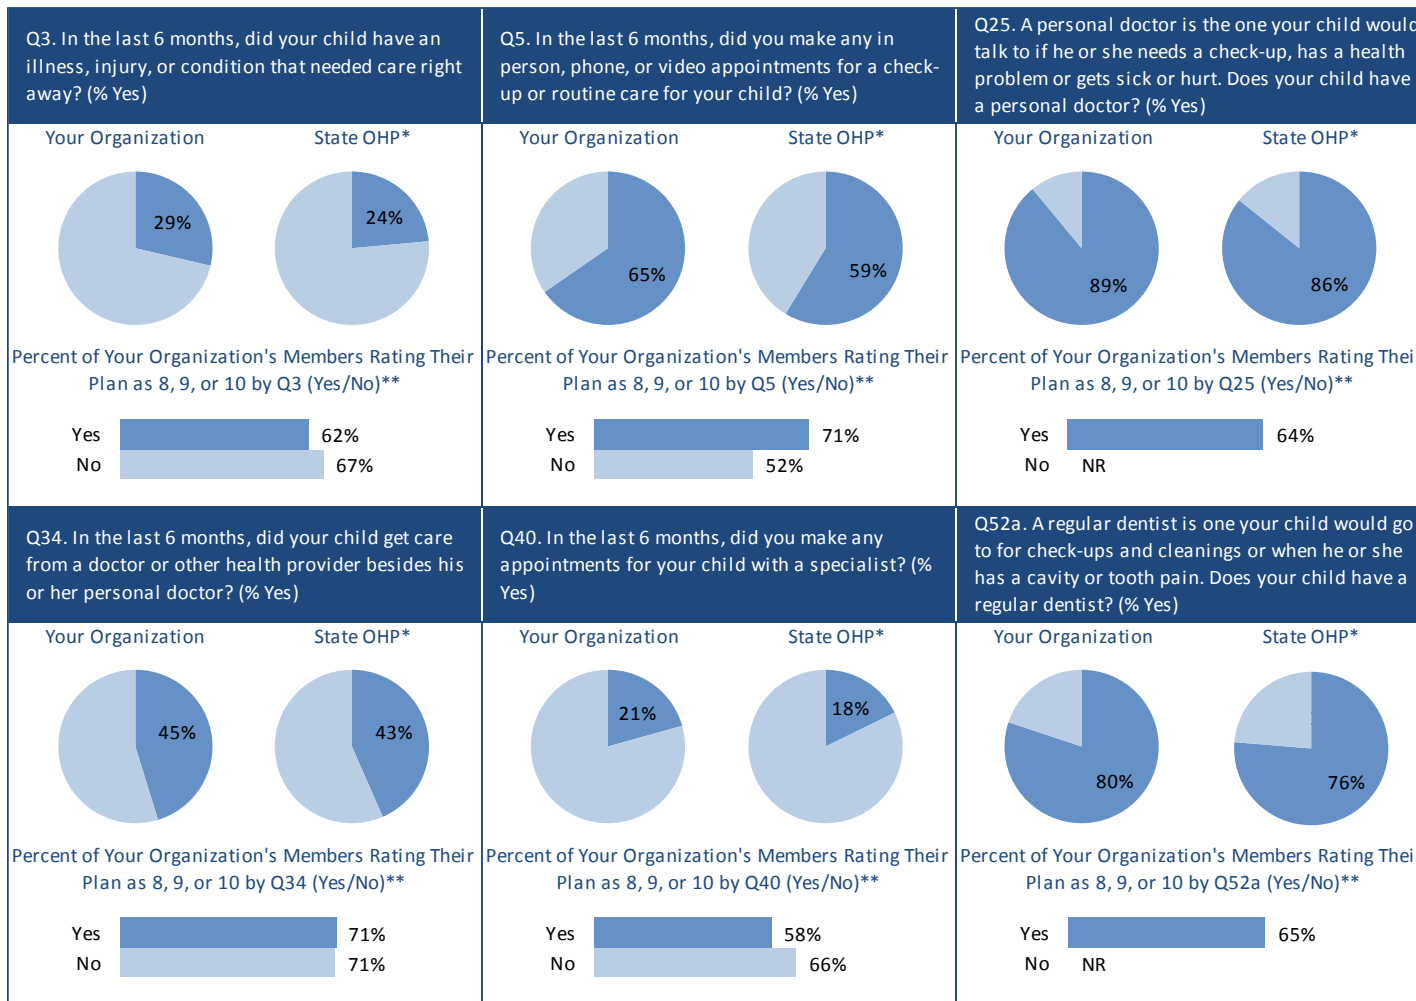 Q3. In the last 6 months, did your child have an
illness, injury, or condition that needed care right
away? (% Yes)
Q5. In the last 6 months, did you make any in
person, phone, or video appointments for a check-
up or routine care for your child? (% Yes)
Q25. A personal doctor is the one your child would
talk to if he or she needs a check-up, has a health
problem or gets sick or hurt. Does your child have
a personal doctor? (% Yes)
Your Organization
State OHP*
29%
24%
Your Organization
State OHP*
65%
59%
Your Organization
State OHP*
89%
86%
Percent of Your Organization's Members Rating Their
Plan as 8, 9, or 10 by Q3 (Yes/No)**
Yes 62%
No 67%
Percent of Your Organization's Members Rating Their
Plan as 8, 9, or 10 by Q5 (Yes/No)**
Yes 71%
No 52%
Percent of Your Organization's Members Rating Thei
Plan as 8, 9, or 10 by Q25 (Yes/No)**
Yes 64%
No NR
Q34. In the last 6 months, did your child get care
from a doctor or other health provider besides his
or her personal doctor? (% Yes)
Q40. In the last 6 months, did you make any
appointments for your child with a specialist? (%
Yes)
Q52a. A regular dentist is one your child would go
to for check-ups and cleanings or when he or she
has a cavity or tooth pain. Does your child have a
regular dentist? (% Yes)
Your Organization
State OHP*
45%
43%
Your Organization
State OHP*
21%
18%
Your Organization
State OHP*
80%
76%
Percent of Your Organization's Members Rating Their
Plan as 8, 9, or 10 by Q34 (Yes/No)**
Yes 71%
No 71%
Percent of Your Organization's Members Rating Their
Plan as 8, 9, or 10 by Q40 (Yes/No)**
Yes 58%
No 66%
Percent of Your Organization's Members Rating Thei
Plan as 8, 9, or 10 by Q52a (Yes/No)**
Yes 65%
No NR